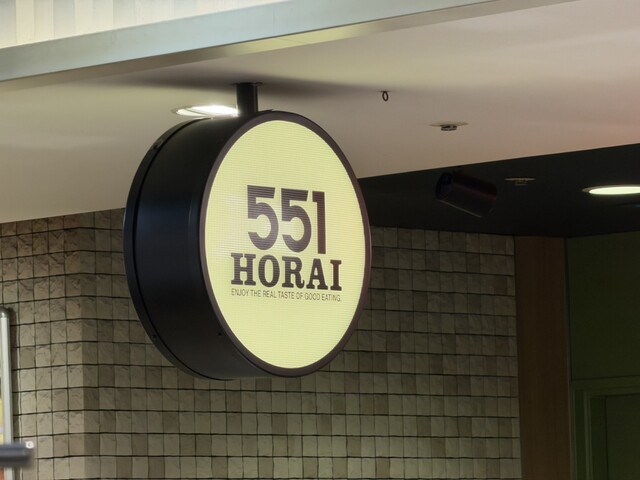 551
HORAI
ENJOY THE REAL TASTE OF GOOD EATING.